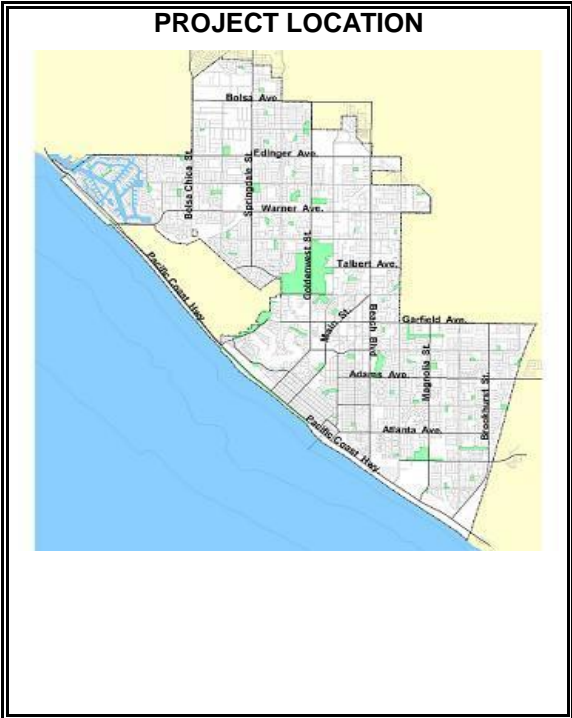 PROJECT LOCATION
Bolsa Ave.
Edinger Ave.
Bolsa Chica St.
Springdale St.
Warner Ave.
Goldenwest St.
Talbert Ave.
Pacific Coast Hwy
Main St.
Beach Blvd
Garfield Ave.
Magnolia St.
Adams Ave.
Brookhurst St.
Atlanta Ave.
Pacific Coast Hwy